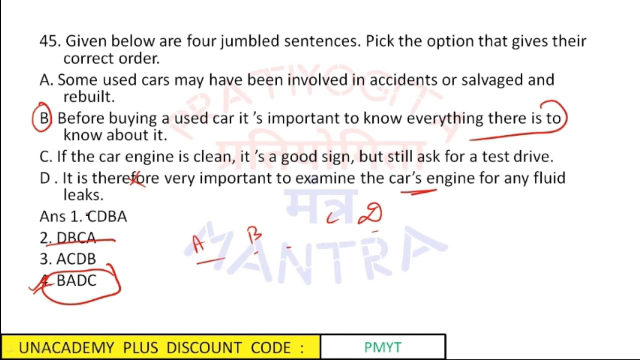 45. Given below are four jumbled sentences. Pick the option that gives their
correct order.
A. Some used cars may have been involved in accidents or salvaged and
rebuilt.
B. Before buying a used car it 's important to know everything there is to
know about it.
C. If the car engine is clean, it 's a good sign, but still ask for a test drive.
D . It is therefore very important to examine the car's engine for any fluid
leaks.
Ans 1. CDBA
2. DBCA
3. ACDB
4. BADC
A B C D
PRATIYOGITA
प्रतियोगिता
मंत्र
MANTRA
UNACADEMY PLUS DISCOUNT CODE : PMYT